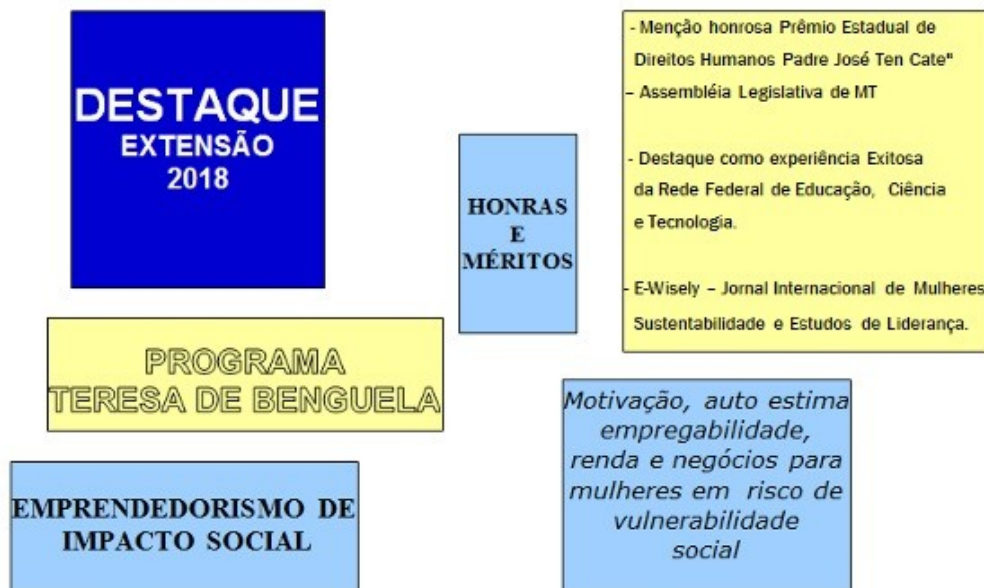 DESTAQUE
EXTENSÃO
2018
PROGRAMA
TERESA DE BENGUELA
EMPRENDEDORISMO DE
IMPACTO SOCIAL
HONRAS
E
MÉRITOS
- Menção honrosa Prêmio Estadual de
Direitos Humanos Padre José Ten Cate"
– Assembléia Legislativa de MT
- Destaque como experiência Exitosa
da Rede Federal de Educação, Ciência
e Tecnologia.
- E-Wisely – Jornal Internacional de Mulheres
Sustentabilidade e Estudos de Liderança.
Motivação, auto estima
empregabilidade,
renda e negócios para
mulheres em risco de
vulnerabilidade
social